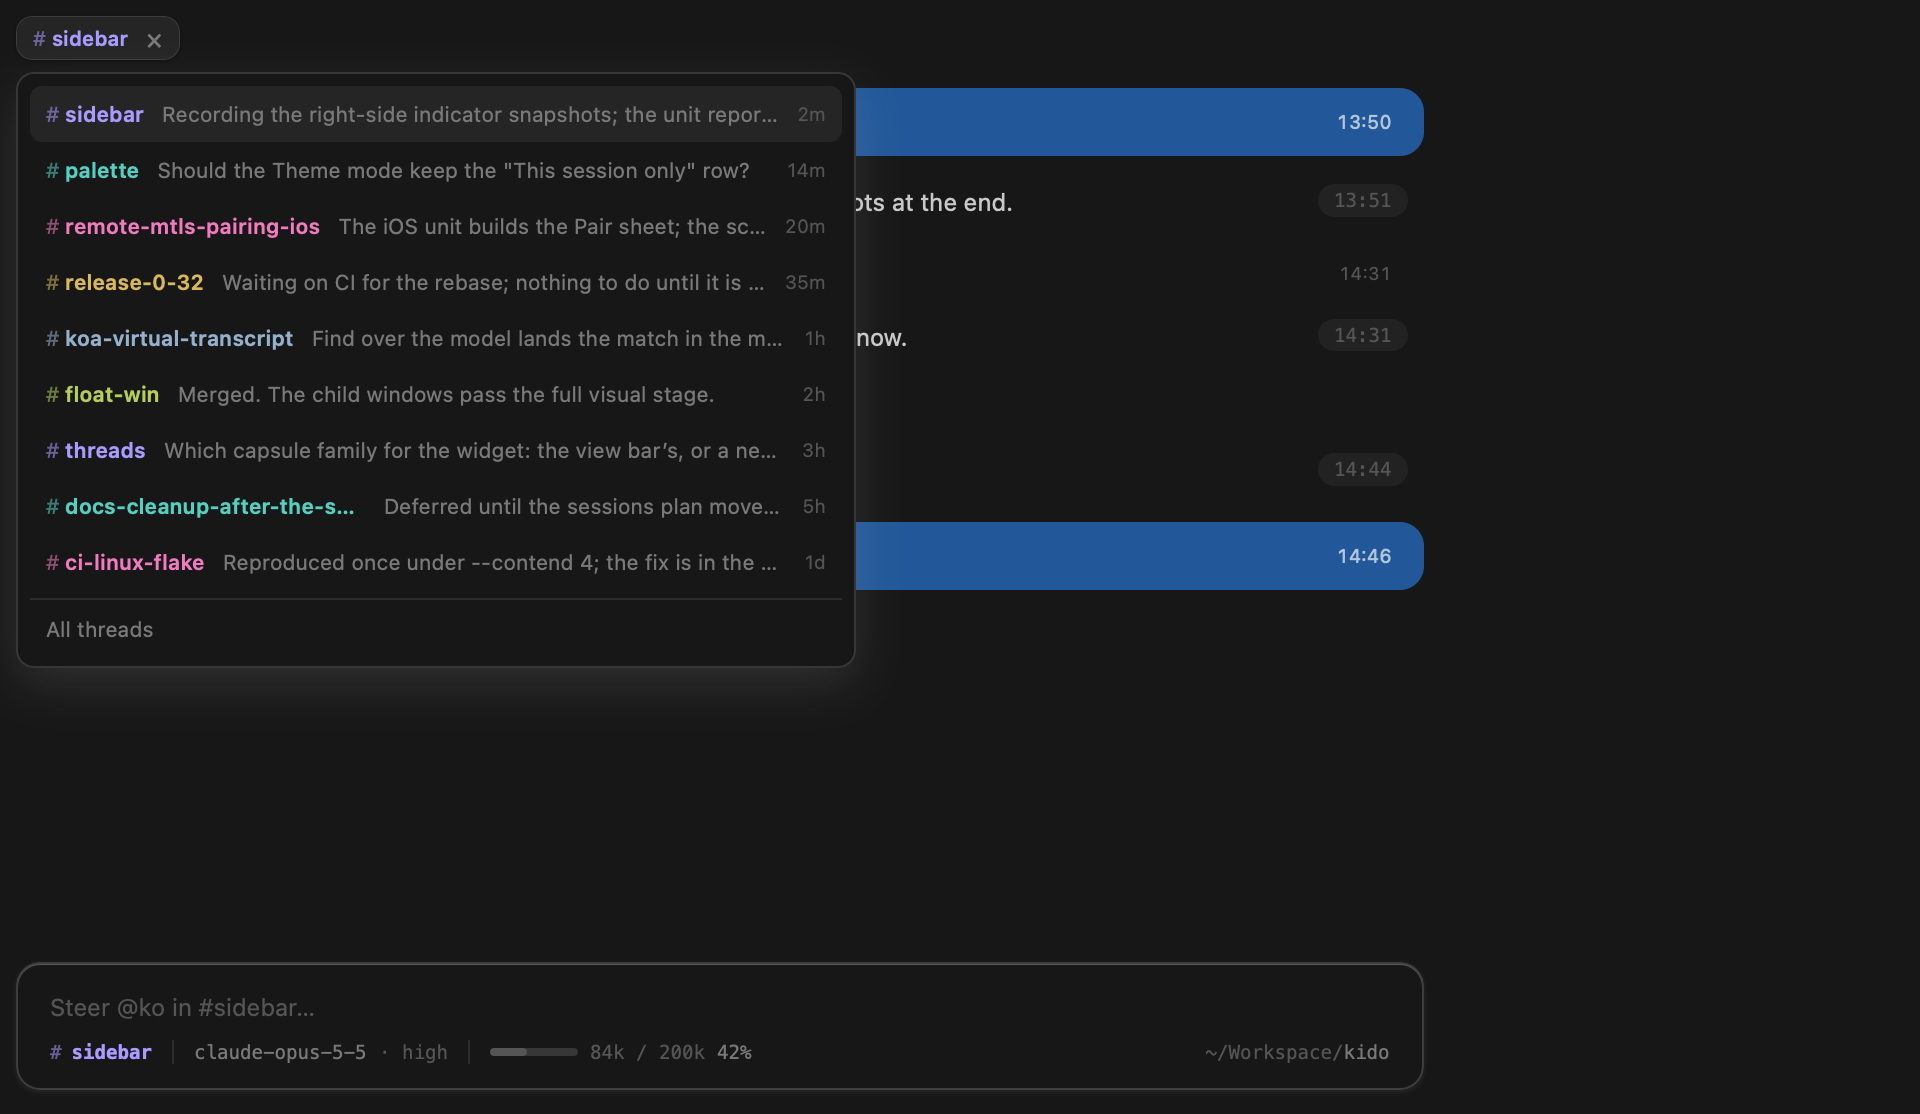 # sidebar ×
# sidebar Recording the right-side indicator snapshots; the unit repor... 2m
13:50
# palette Should the Theme mode keep the "This session only" row? 14m
ots at the end. 13:51
# remote-mtls-pairing-ios The iOS unit builds the Pair sheet; the sc... 20m
14:31
# release-0-32 Waiting on CI for the rebase; nothing to do until it is ... 35m
# koa-virtual-transcript Find over the model lands the match in the m... 1h
now. 14:31
# float-win Merged. The child windows pass the full visual stage. 2h
# threads Which capsule family for the widget: the view bar’s, or a ne... 3h
14:44
# docs-cleanup-after-the-s... Deferred until the sessions plan move... 5h
# ci-linux-flake Reproduced once under --contend 4; the fix is in the ... 1d
14:46
All threads
Steer @ko in #sidebar...
# sidebar claude-opus-5-5 · high 84k / 200k 42% ~/Workspace/kido